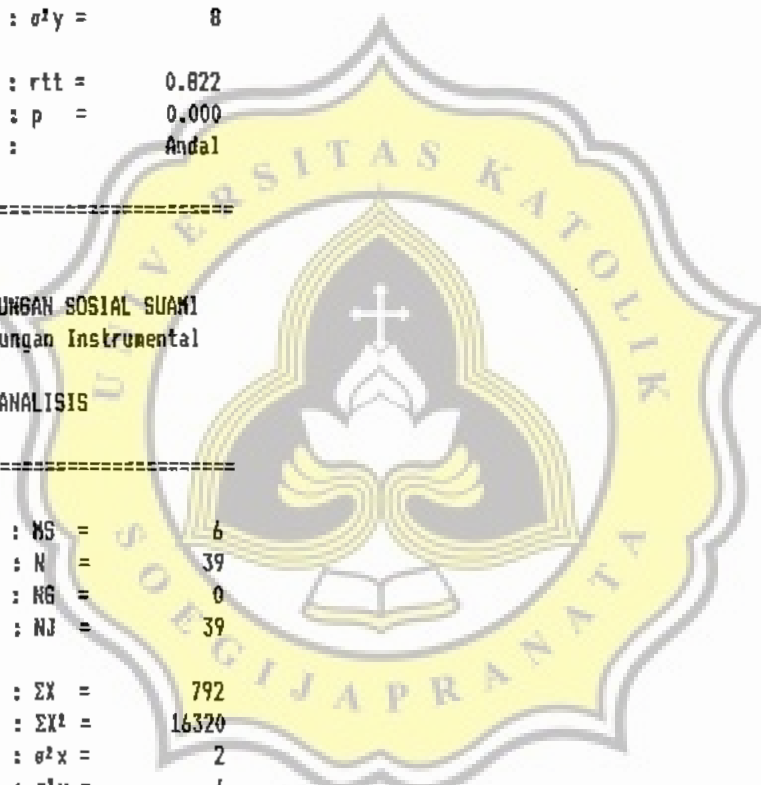 : σ²y = 8
: rtt = 0.822
: p = 0.000
: Andal
==========================
UNGAN SOSIAL SUAMI
ungan Instrumental
ANALISIS
==========================
: MS = 6
: N = 39
: NG = 0
: NJ = 39
: ΣX = 792
: ΣX² = 16320
: σ²x = 2
UNIVERSITAS KATOLIK
SOEGIJAPRANATA